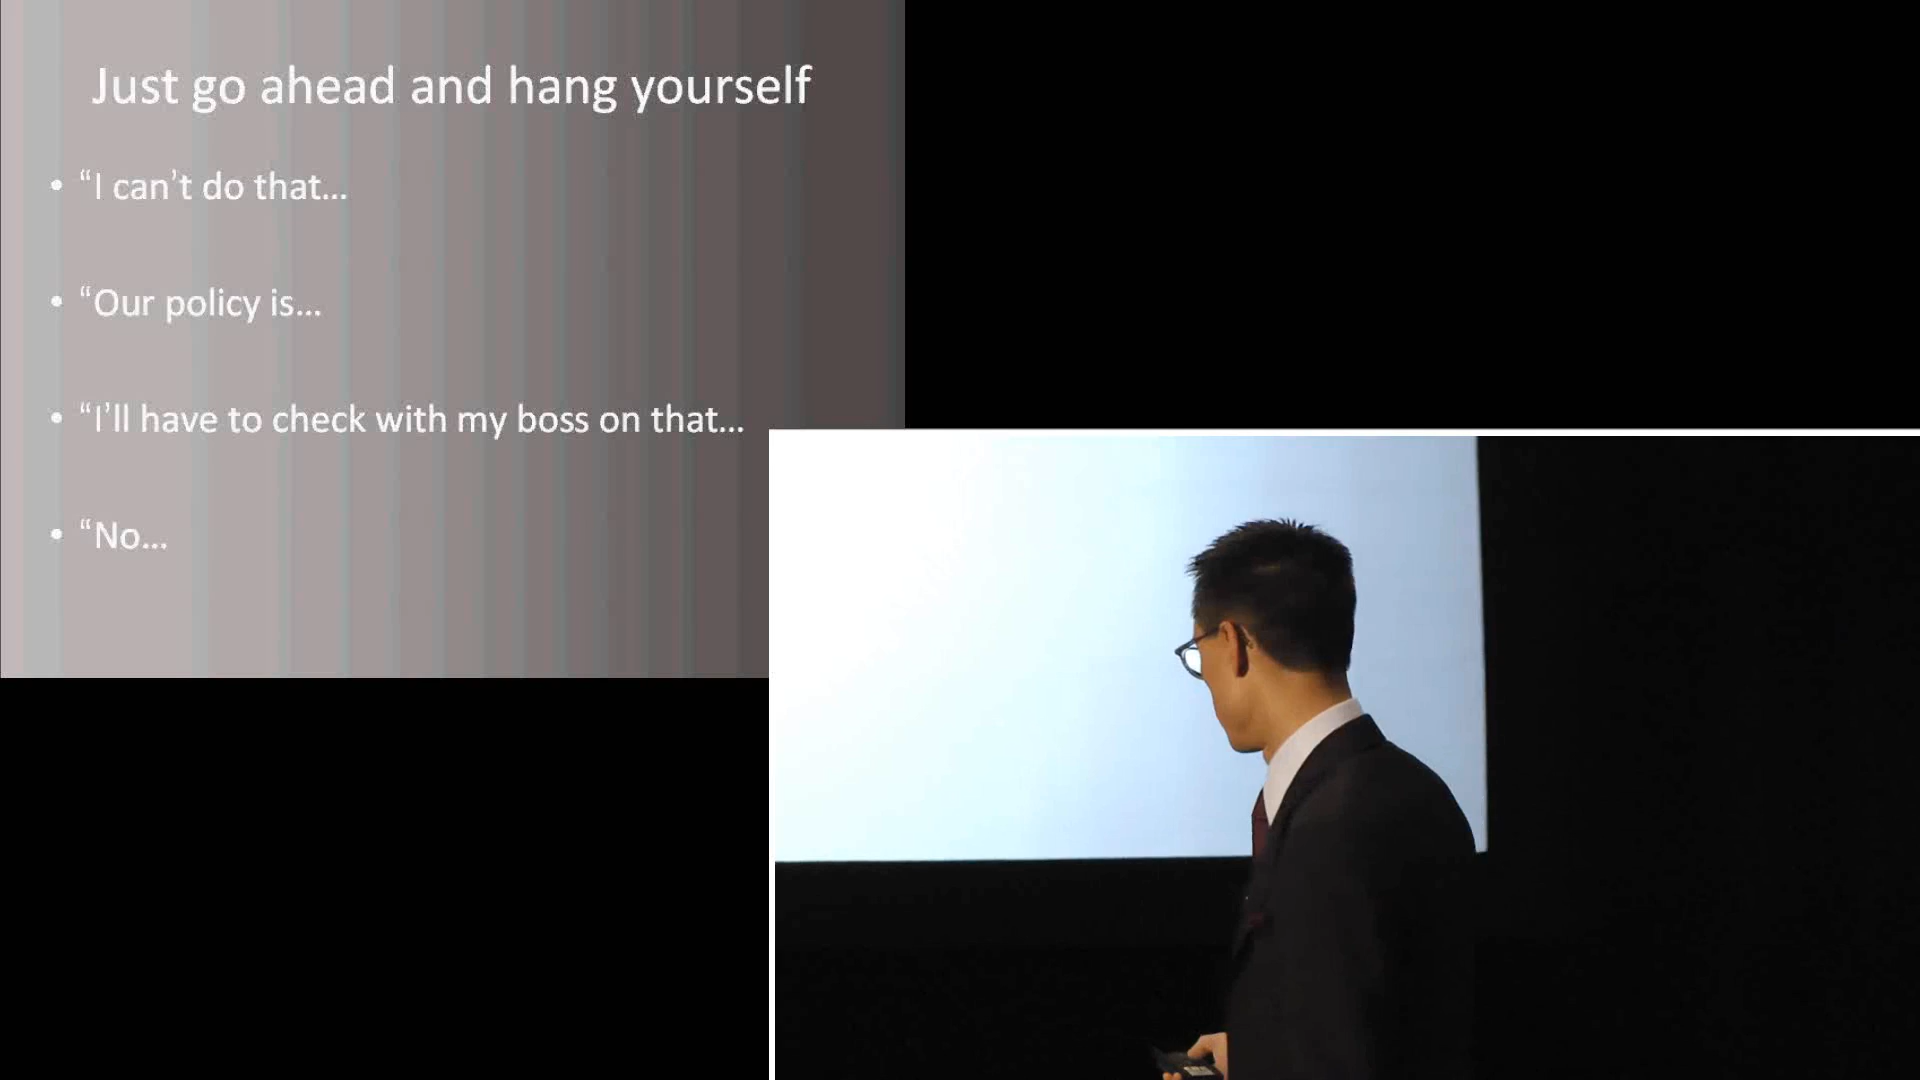 Just go ahead and hang yourself
• “I can’t do that...
• “Our policy is...
• “I’ll have to check with my boss on that...
• “No...